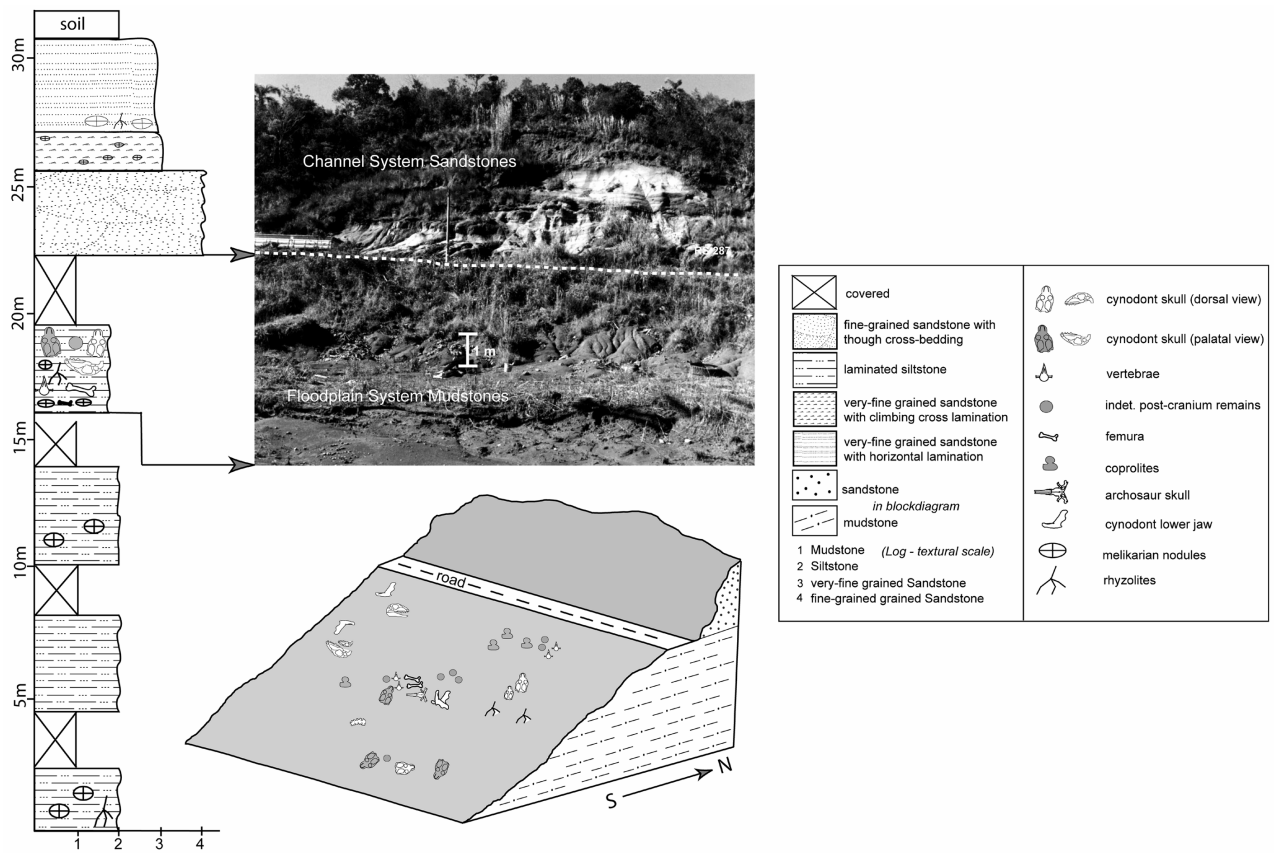 soil
30m
25m
20m
15m
10m
5m
1 2 3 4
Channel System Sandstones
1 m
Floodplain System Mudstones
road
S
N
covered
fine-grained sandstone with
though cross-bedding
laminated siltstone
very-fine grained sandstone
with climbing cross lamination
very-fine grained sandstone
with horizontal lamination
sandstone
in blockdiagram
mudstone
1 Mudstone (Log - textural scale)
2 Siltstone
3 very-fine grained Sandstone
4 fine-grained grained Sandstone
cynodont skull (dorsal view)
cynodont skull (palatal view)
vertebrae
indet. post-cranium remains
femura
coprolites
archosaur skull
cynodont lower jaw
melikarian nodules
rhyzolites